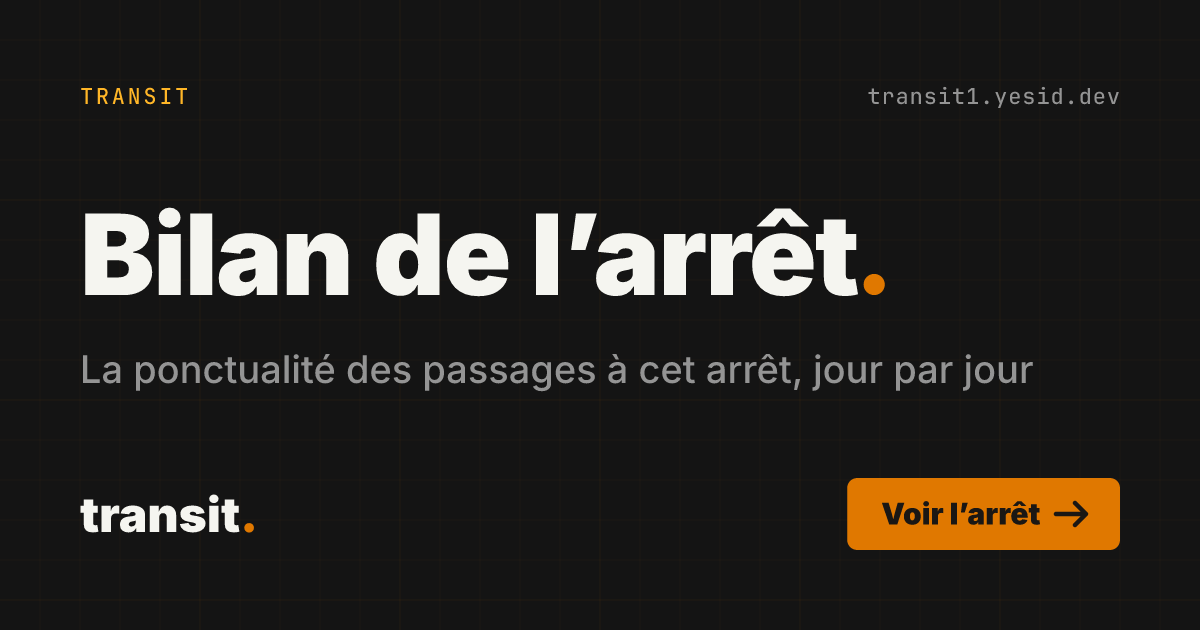 TRANSIT
transit1.yesid.dev
Bilan de l’arrêt.
La ponctualité des passages à cet arrêt, jour par jour
transit.
Voir l’arrêt →